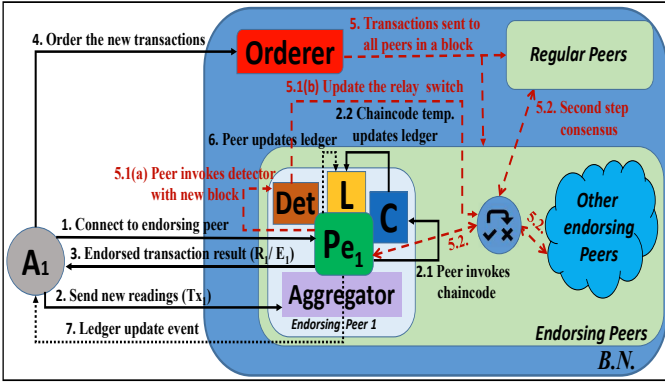 4. Order the new transactions
Orderer
5. Transactions sent to
all peers in a block
Regular Peers
5.1(b) Update the relay switch
2.2 Chaincode temp.
updates ledger
5.2. Second step
consensus
6. Peer updates ledger
5.1(a) Peer invokes detector
with new block
Det
L
C
Pe1
1. Connect to endorsing peer
A1
3. Endorsed transaction result (R1/ E1)
5.2.
5.2.
Other
endorsing
Peers
2.1 Peer invokes
chaincode
2. Send new readings (Tx1)
Aggregator
Endorsing Peer 1
7. Ledger update event
Endorsing Peers
B.N.